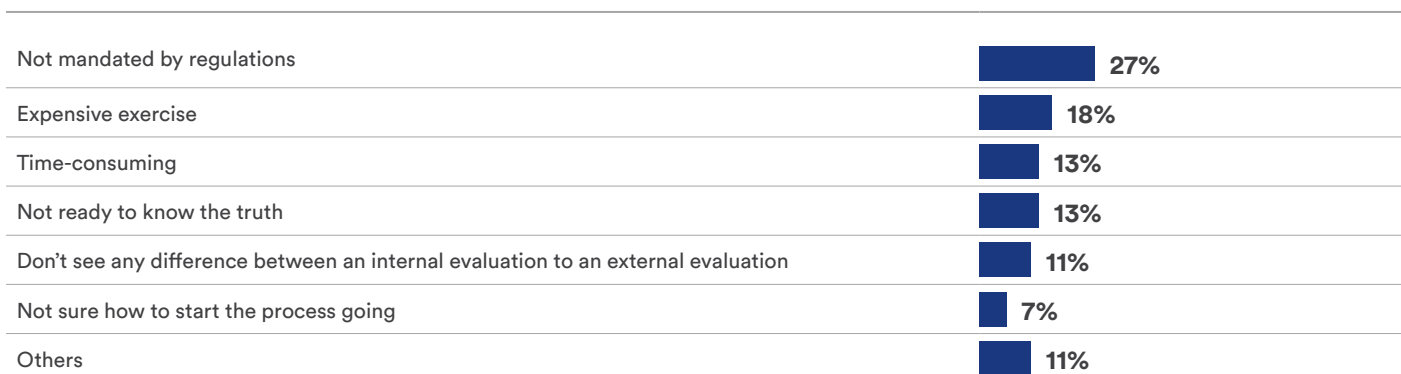 Not mandated by regulations 27%
Expensive exercise 18%
Time-consuming 13%
Not ready to know the truth 13%
Don’t see any difference between an internal evaluation to an external evaluation 11%
Not sure how to start the process going 7%
Others 11%